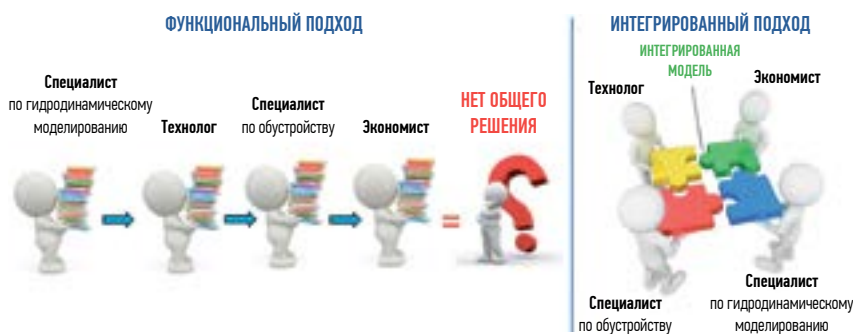 ФУНКЦИОНАЛЬНЫЙ ПОДХОД
Специалист
по гидродинамическому
моделированию
Технолог
Специалист
по обустройству
Экономист
НЕТ ОБЩЕГО
РЕШЕНИЯ
=
?
ИНТЕГРИРОВАННЫЙ ПОДХОД
ИНТЕГРИРОВАННАЯ
МОДЕЛЬ
Технолог
Экономист
Специалист
по обустройству
Специалист
по гидродинамическому
моделированию